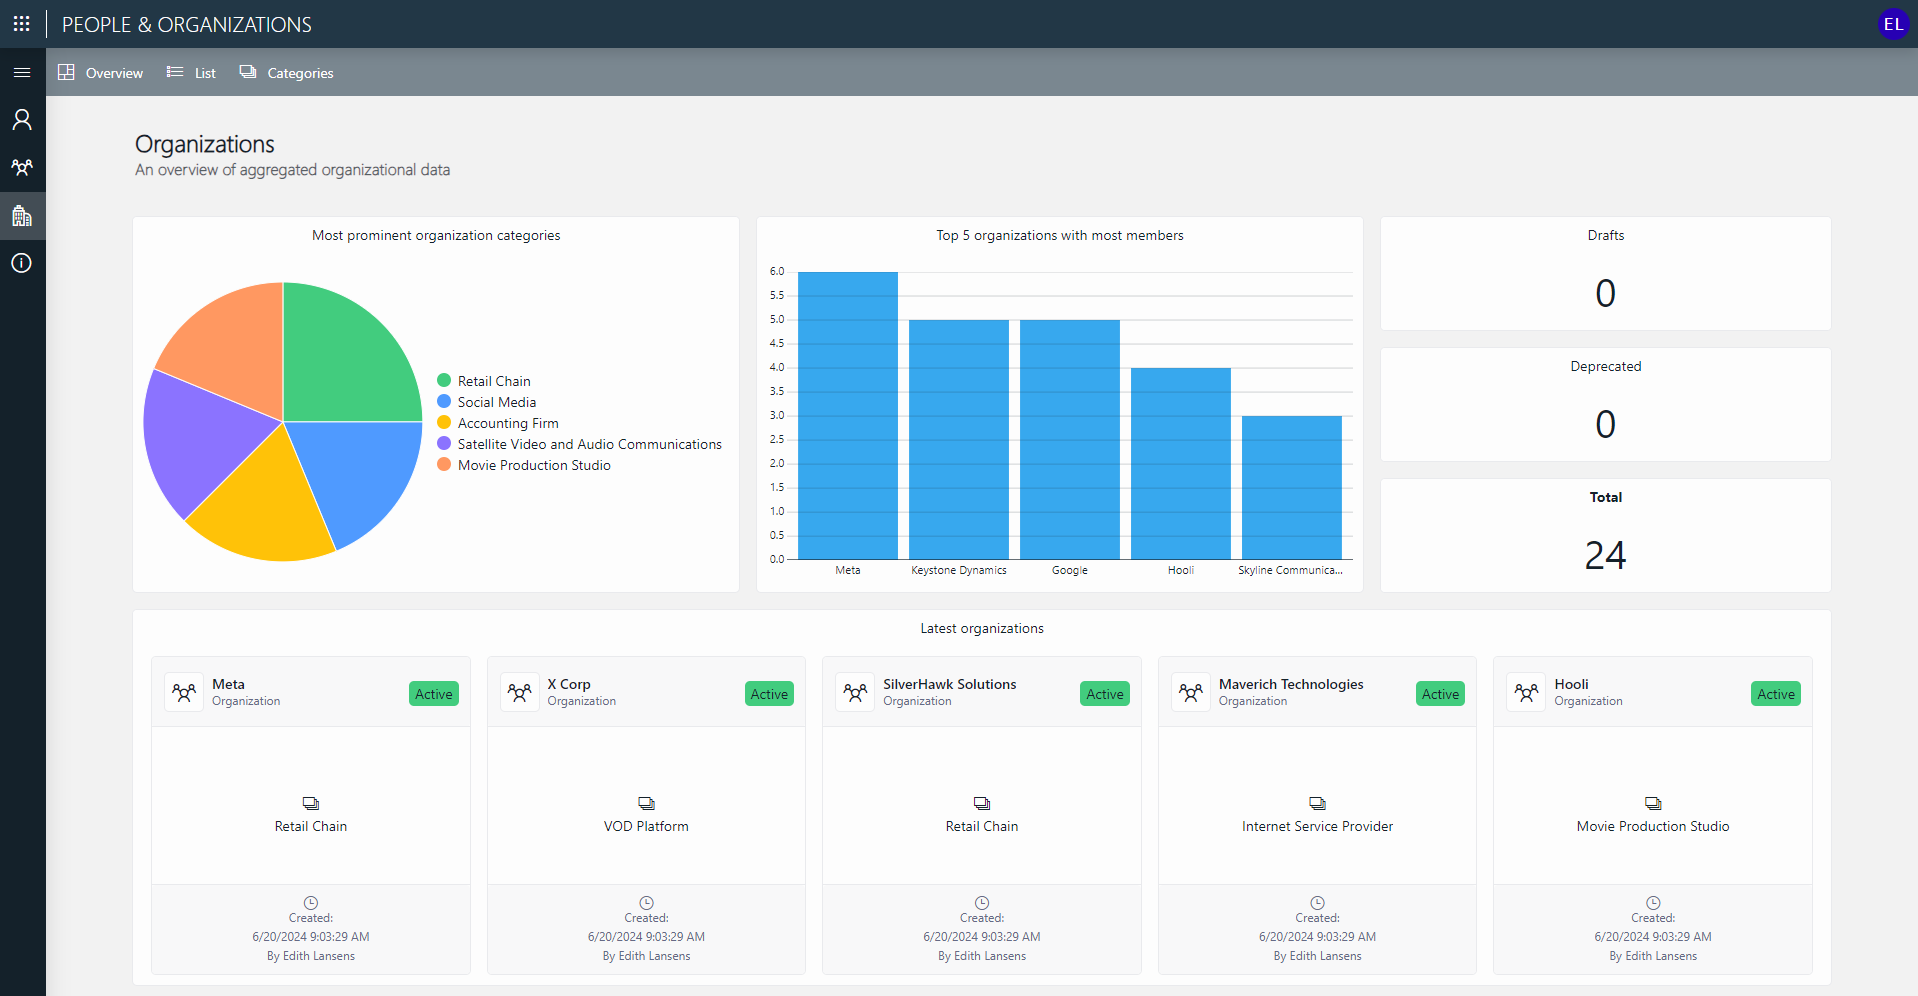 PEOPLE & ORGANIZATIONS
EL
Overview
List
Categories
Organizations
An overview of aggregated organizational data
Most prominent organization categories
Retail Chain
Social Media
Accounting Firm
Satellite Video and Audio Communications
Movie Production Studio
Top 5 organizations with most members
6.0
5.5
5.0
4.5
4.0
3.5
3.0
2.5
2.0
1.5
1.0
0.5
0.0
Meta
Keystone Dynamics
Google
Hooli
Skyline Communica...
Drafts
0
Deprecated
0
Total
24
Latest organizations
Meta
Organization
Active
Retail Chain
Created:
6/20/2024 9:03:29 AM
By Edith Lansens
X Corp
Organization
Active
VOD Platform
Created:
6/20/2024 9:03:29 AM
By Edith Lansens
SilverHawk Solutions
Organization
Active
Retail Chain
Created:
6/20/2024 9:03:29 AM
By Edith Lansens
Maverich Technologies
Organization
Active
Internet Service Provider
Created:
6/20/2024 9:03:29 AM
By Edith Lansens
Hooli
Organization
Active
Movie Production Studio
Created:
6/20/2024 9:03:29 AM
By Edith Lansens